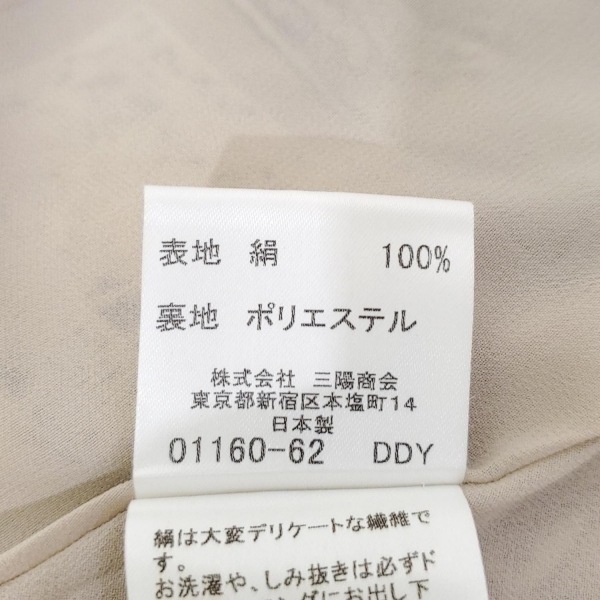 表地 絹 100%
裏地 ポリエステル
株式会社 三陽商会
東京都新宿区本塩町14
日本製
01160-62 DDY
絹は大変デリケートな繊維で
す。
お洗濯や、しみ抜きは必ずド